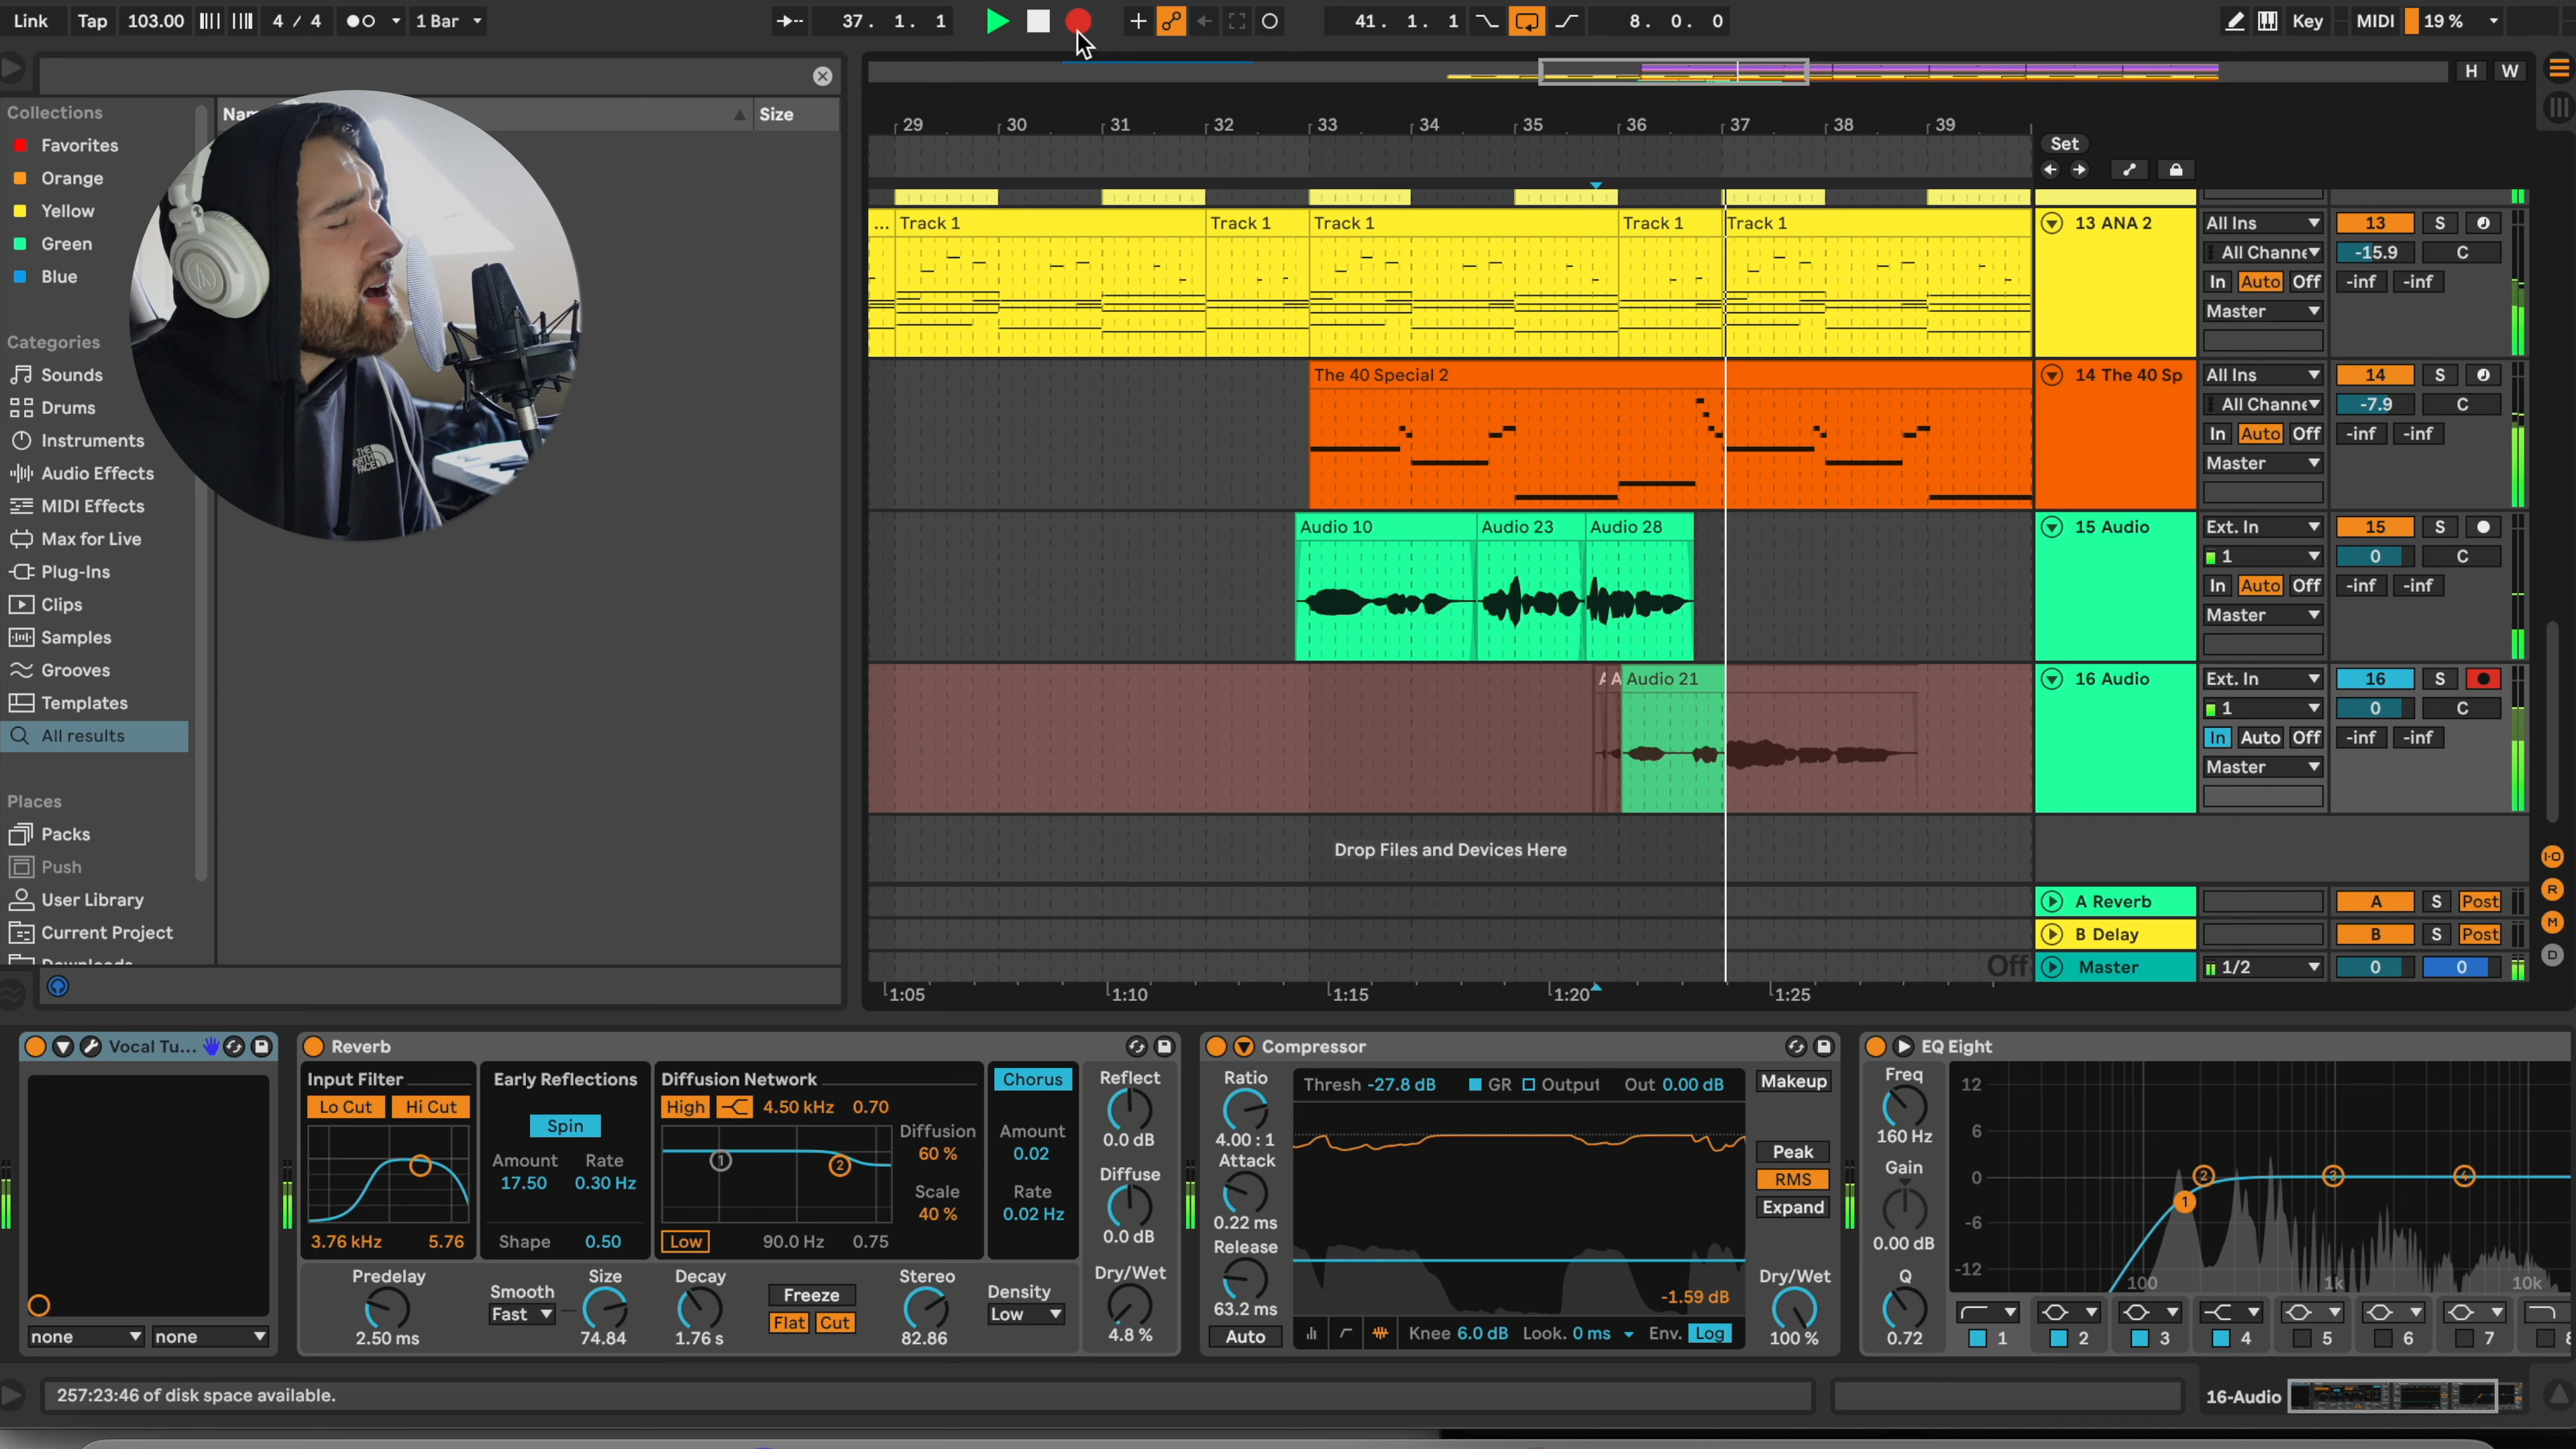 Link Tap 103.00 4 / 4 1 Bar 37. 1. 1 41. 1. 1 8. 0. 0 Key MIDI 19 %
H W
Collections
Favorites
Orange
Yellow
Green
Blue
Categories
Sounds
Drums
Instruments
Audio Effects
MIDI Effects
Max for Live
Plug-Ins
Clips
Samples
Grooves
Templates
All results
Places
Packs
Push
User Library
Current Project
Size
THE NORTH FACE
29 30 31 32 33 34 35 36 37 38 39
Set
... Track 1 Track 1 Track 1 Track 1 Track 1
13 ANA 2 All Ins 13 S
All Channe -15.9 C
In Auto Off -inf -inf
Master
The 40 Special 2
14 The 40 Sp All Ins 14 S
All Channe -7.9 C
In Auto Off -inf -inf
Master
Audio 10 Audio 23 Audio 28
15 Audio Ext. In 15 S
1 0 C
In Auto Off -inf -inf
Master
A A Audio 21
16 Audio Ext. In 16 S
1 0 C
In Auto Off -inf -inf
Master
Drop Files and Devices Here
A Reverb A S Post
B Delay B S Post
Off Master 1/2 0 0
1:05 1:10 1:15 1:20 1:25
I·O
R
M
D
Vocal Tu...
none none
Reverb
Input Filter
Lo Cut Hi Cut
3.76 kHz 5.76
Early Reflections
Spin
Amount Rate
17.50 0.30 Hz
Shape 0.50
Diffusion Network
High 4.50 kHz 0.70
1 2
Diffusion
60 %
Scale
40 %
Low 90.0 Hz 0.75
Chorus
Amount
0.02
Rate
0.02 Hz
Reflect
0.0 dB
Diffuse
0.0 dB
Dry/Wet
4.8 %
Predelay
2.50 ms
Smooth
Fast
Size
74.84
Decay
1.76 s
Freeze
Flat Cut
Stereo
82.86
Density
Low
Compressor
Ratio
4.00 : 1
Attack
0.22 ms
Release
63.2 ms
Auto
Thresh -27.8 dB GR Output Out 0.00 dB
-1.59 dB
Knee 6.0 dB Look. 0 ms Env. Log
Makeup
Peak
RMS
Expand
Dry/Wet
100 %
EQ Eight
Freq
160 Hz
Gain
0.00 dB
Q
0.72
12
6
0
-6
-12
1 2 3 4
100 1k 10k
1 2 3 4 5 6 7
257:23:46 of disk space available.
16-Audio